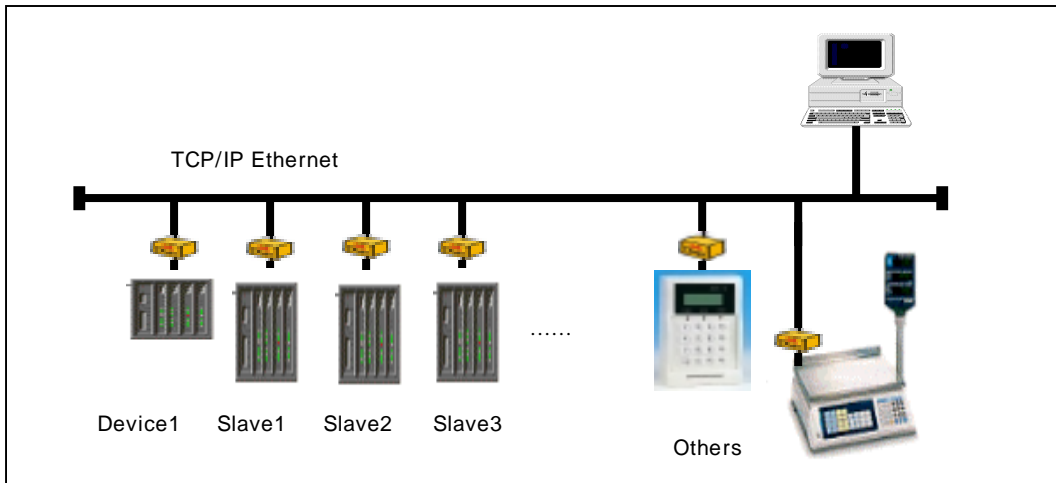 TCP/IP Ethernet
......
Device1
Slave1
Slave2
Slave3
Others